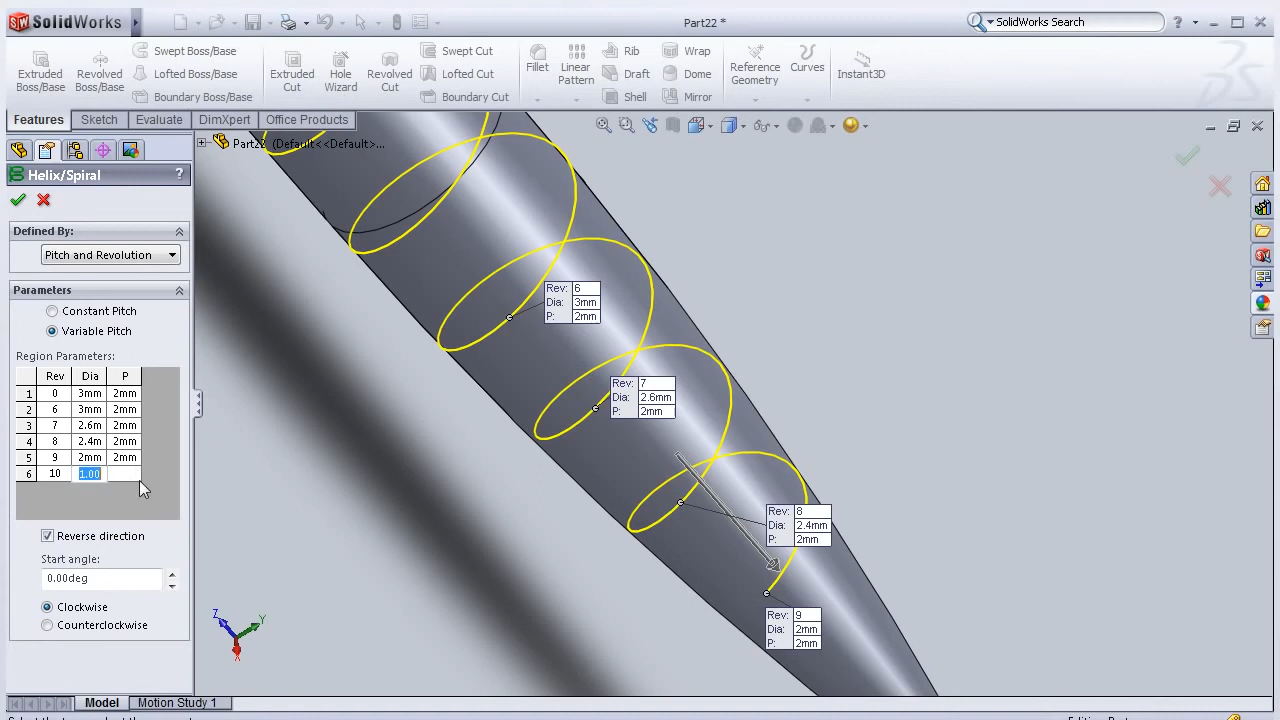 SolidWorks
Part22 *
SolidWorks Search
?
Extruded Boss/Base
Revolved Boss/Base
Swept Boss/Base
Lofted Boss/Base
Boundary Boss/Base
Extruded Cut
Hole Wizard
Revolved Cut
Swept Cut
Lofted Cut
Boundary Cut
Fillet
Linear Pattern
Rib
Draft
Shell
Wrap
Dome
Mirror
Reference Geometry
Curves
Instant3D
Features
Sketch
Evaluate
DimXpert
Office Products
Part22 (Default<<Default>...
Helix/Spiral
?
Defined By:
Pitch and Revolution
Parameters
Constant Pitch
Variable Pitch
Region Parameters:
Rev Dia P
1 0 3mm 2mm
2 6 3mm 2mm
3 7 2.6m 2mm
4 8 2.4m 2mm
5 9 2mm 2mm
6 10 1.00
Reverse direction
Start angle:
0.00deg
Clockwise
Counterclockwise
Rev: 6
Dia: 3mm
P: 2mm
Rev: 7
Dia: 2.6mm
P: 2mm
Rev: 8
Dia: 2.4mm
P: 2mm
Rev: 9
Dia: 2mm
P: 2mm
Z
Y
X
Model
Motion Study 1